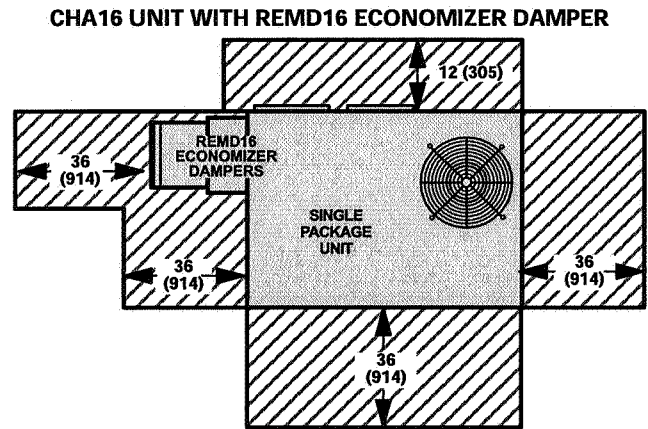 CHA16 UNIT WITH REMD16 ECONOMIZER DAMPER
12 (305)
REMD16
ECONOMIZER
DAMPERS
36
(914)
SINGLE
PACKAGE
UNIT
36
(914)
36
(914)
36
(914)